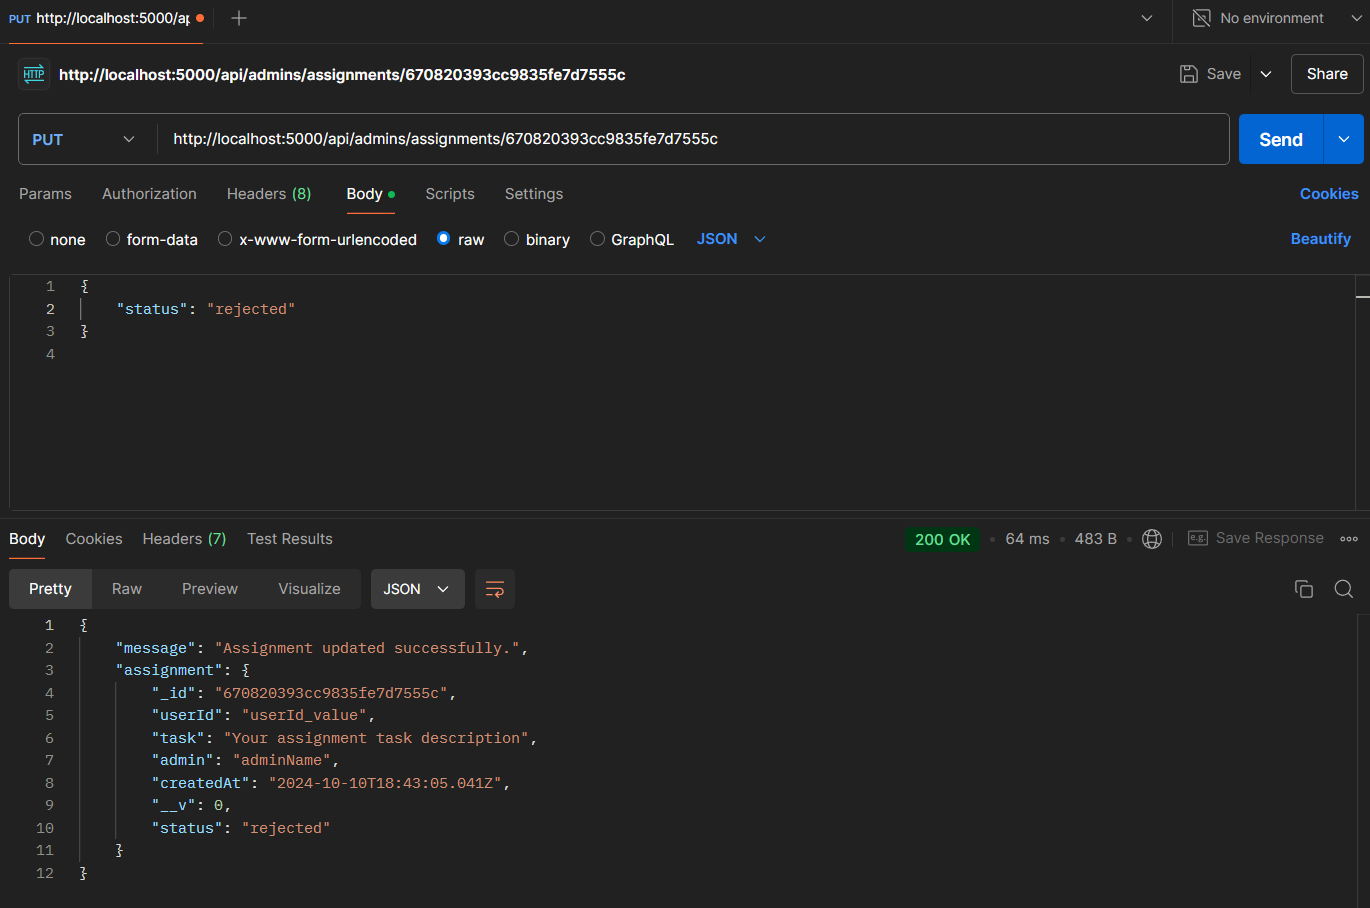 PUT http://localhost:5000/ap
No environment
HTTP http://localhost:5000/api/admins/assignments/670820393cc9835fe7d7555c
Save
Share
PUT http://localhost:5000/api/admins/assignments/670820393cc9835fe7d7555c
Send
Params Authorization Headers (8) Body Scripts Settings Cookies
none form-data x-www-form-urlencoded raw binary GraphQL JSON Beautify
1 {
2 "status": "rejected"
3 }
4
Body Cookies Headers (7) Test Results 200 OK 64 ms 483 B e.g. Save Response
Pretty Raw Preview Visualize JSON
1 {
2 "message": "Assignment updated successfully.",
3 "assignment": {
4 "_id": "670820393cc9835fe7d7555c",
5 "userId": "userId_value",
6 "task": "Your assignment task description",
7 "admin": "adminName",
8 "createdAt": "2024-10-10T18:43:05.041Z",
9 "__v": 0,
10 "status": "rejected"
11 }
12 }